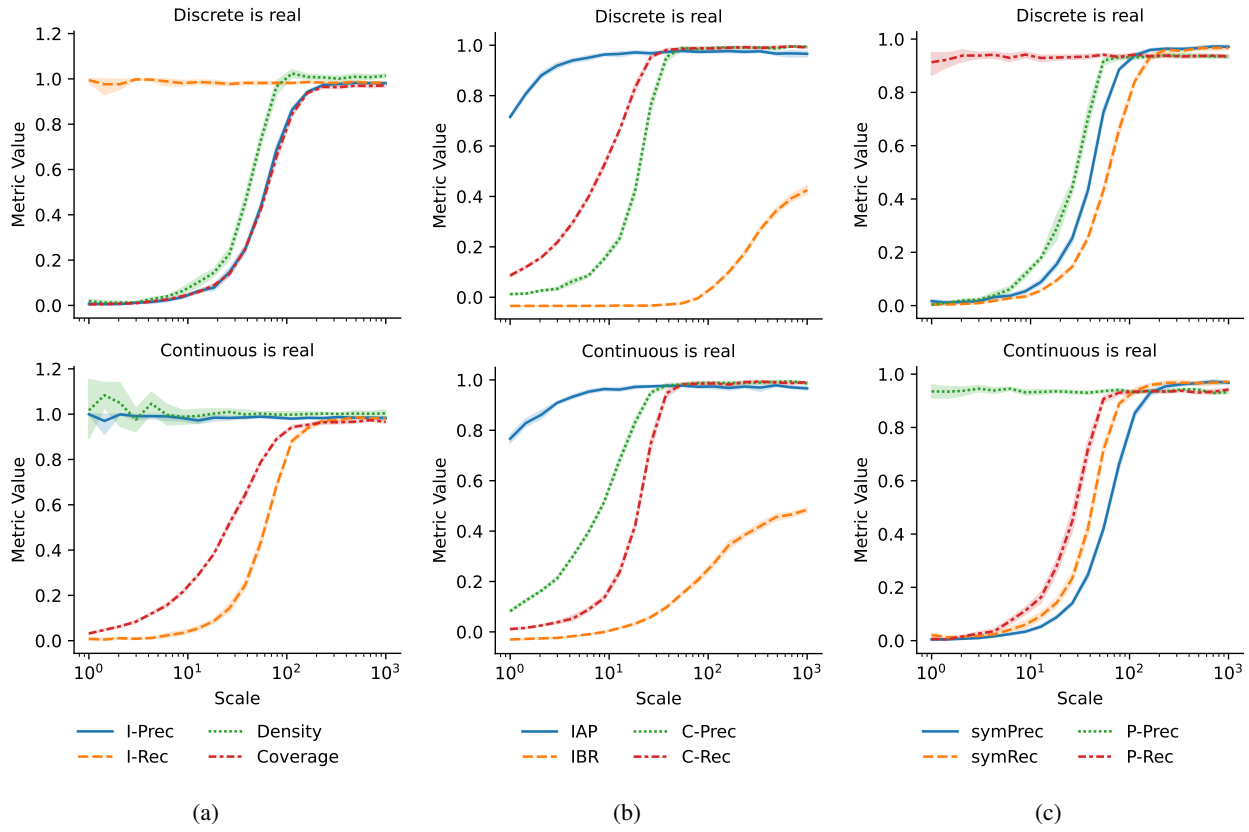 Discrete is real
Discrete is real
Discrete is real
Metric Value
1.2
1.0
0.8
0.6
0.4
0.2
0.0
Metric Value
1.0
0.8
0.6
0.4
0.2
0.0
Metric Value
1.0
0.8
0.6
0.4
0.2
0.0
Continuous is real
Continuous is real
Continuous is real
Metric Value
1.2
1.0
0.8
0.6
0.4
0.2
0.0
Metric Value
1.0
0.8
0.6
0.4
0.2
0.0
Metric Value
1.0
0.8
0.6
0.4
0.2
0.0
10⁰ 10¹ 10² 10³
10⁰ 10¹ 10² 10³
10⁰ 10¹ 10² 10³
Scale
Scale
Scale
I-Prec Density
I-Rec Coverage
IAP C-Prec
IBR C-Rec
symPrec P-Prec
symRec P-Rec
(a)
(b)
(c)